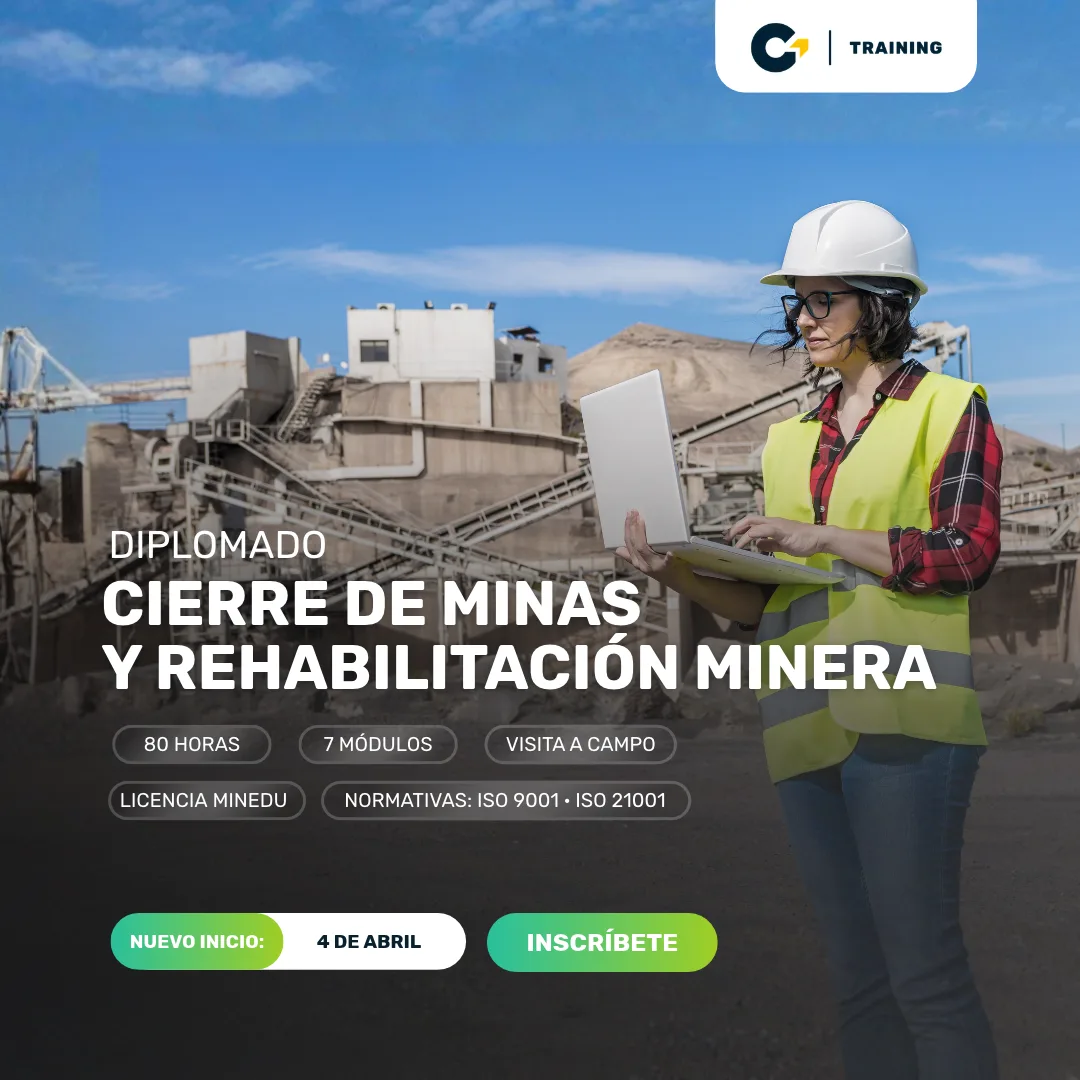 TRAINING
DIPLOMADO
CIERRE DE MINAS
Y REHABILITACIÓN MINERA
80 HORAS
7 MÓDULOS
VISITA A CAMPO
LICENCIA MINEDU
NORMATIVAS: ISO 9001 • ISO 21001
NUEVO INICIO:
4 DE ABRIL
INSCRÍBETE